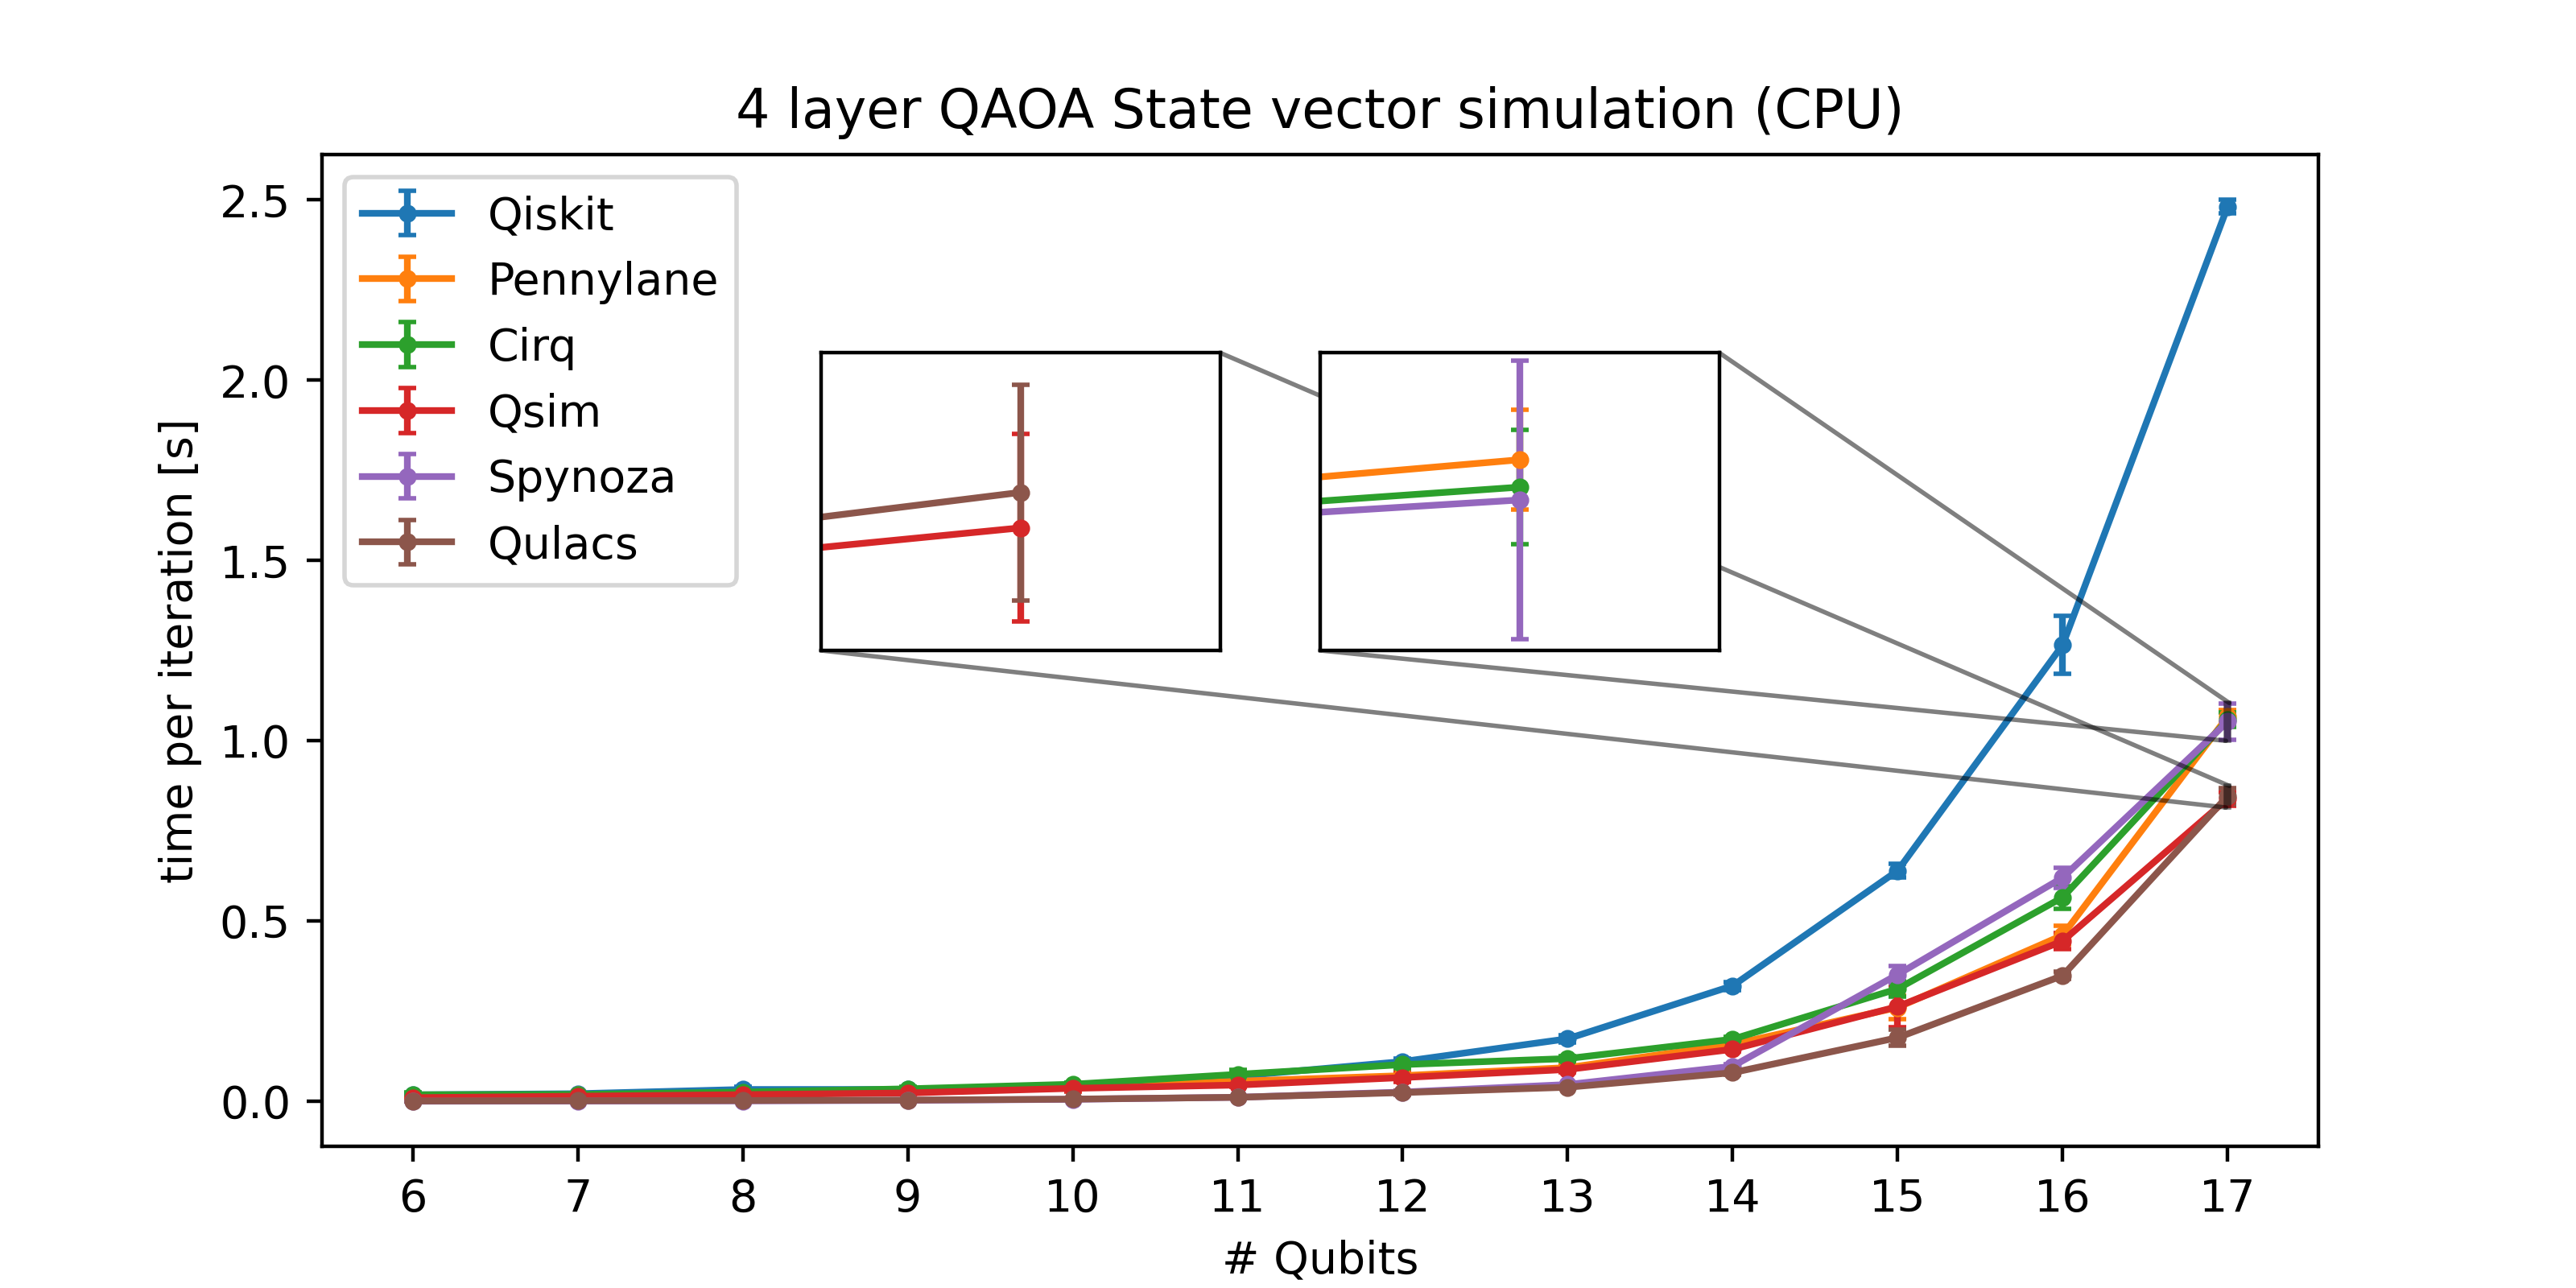 4 layer QAOA State vector simulation (CPU)
time per iteration [s]
2.5
2.0
1.5
1.0
0.5
0.0
Qiskit
Pennylane
Cirq
Qsim
Spynoza
Qulacs
6 7 8 9 10 11 12 13 14 15 16 17
# Qubits